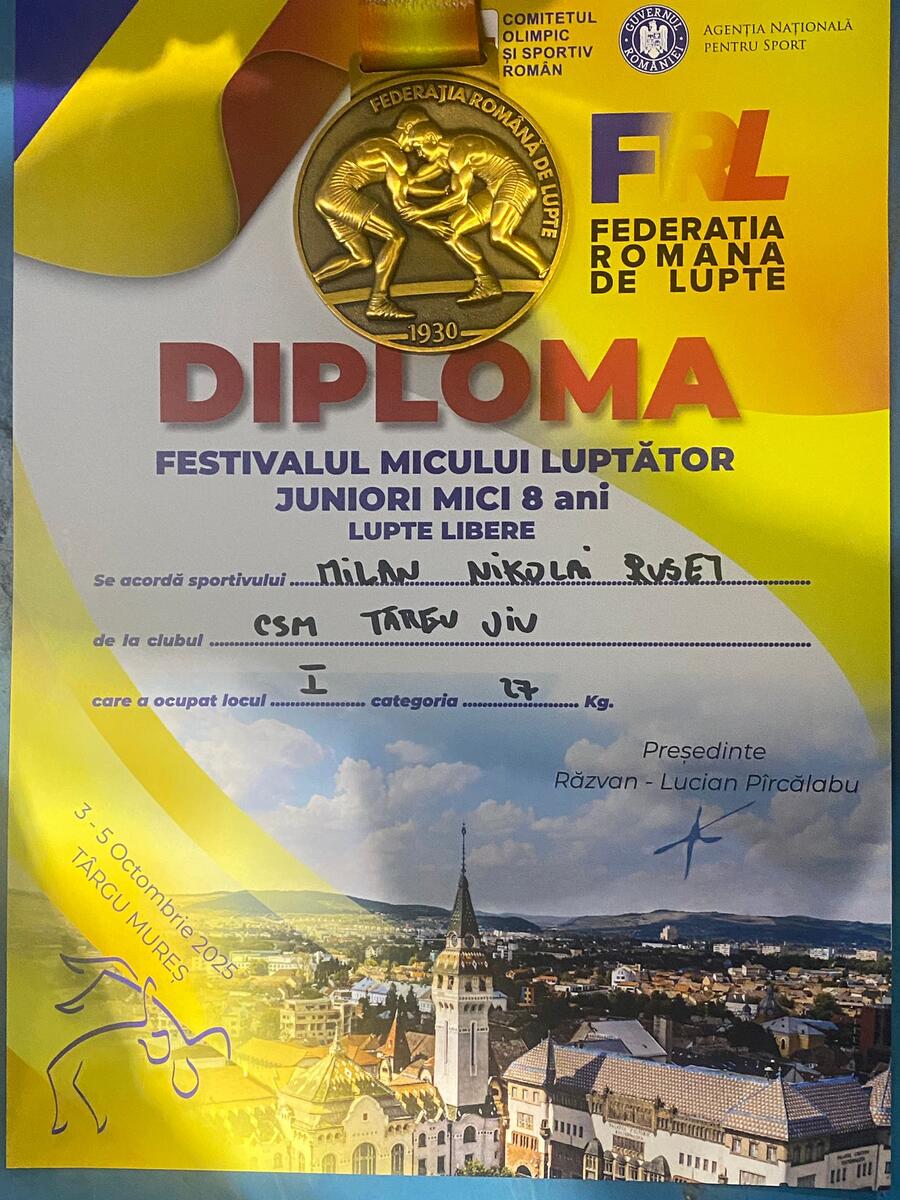 COMITETUL
OLIMPIC
ȘI SPORTIV
ROMÂN
GUVERNUL ROMÂNIEI
AGENȚIA NAȚIONALĂ
PENTRU SPORT
FEDERAȚIA ROMÂNĂ DE LUPTE
1930
FRL
FEDERATIA
ROMANA
DE LUPTE
DIPLOMA
FESTIVALUL MICULUI LUPTĂTOR
JUNIORI MICI 8 ani
LUPTE LIBERE
Se acordă sportivului MILAN NIKOLAI RUSET
de la clubul CSM TÂRGU JIU
care a ocupat locul I categoria 27 Kg.
Președinte
Răzvan - Lucian Pîrcălabu
3 - 5 Octombrie 2025
TÂRGU MUREȘ